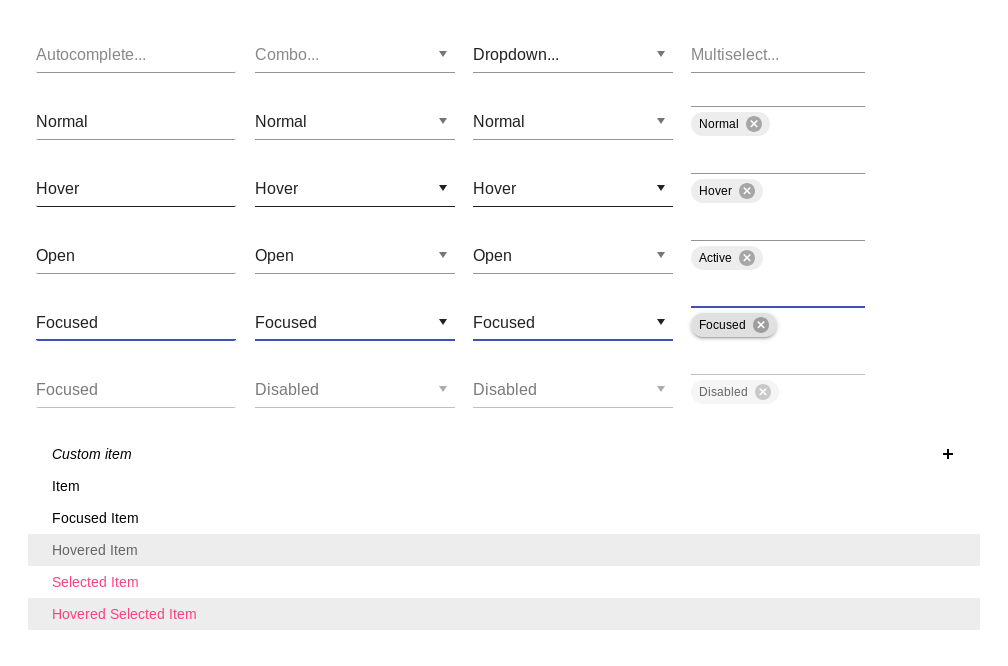 Autocomplete... Combo... Dropdown... Multiselect...
Normal Normal Normal Normal
Hover Hover Hover Hover
Open Open Open Active
Focused Focused Focused Focused
Focused Disabled Disabled Disabled
Custom item
Item
Focused Item
Hovered Item
Selected Item
Hovered Selected Item